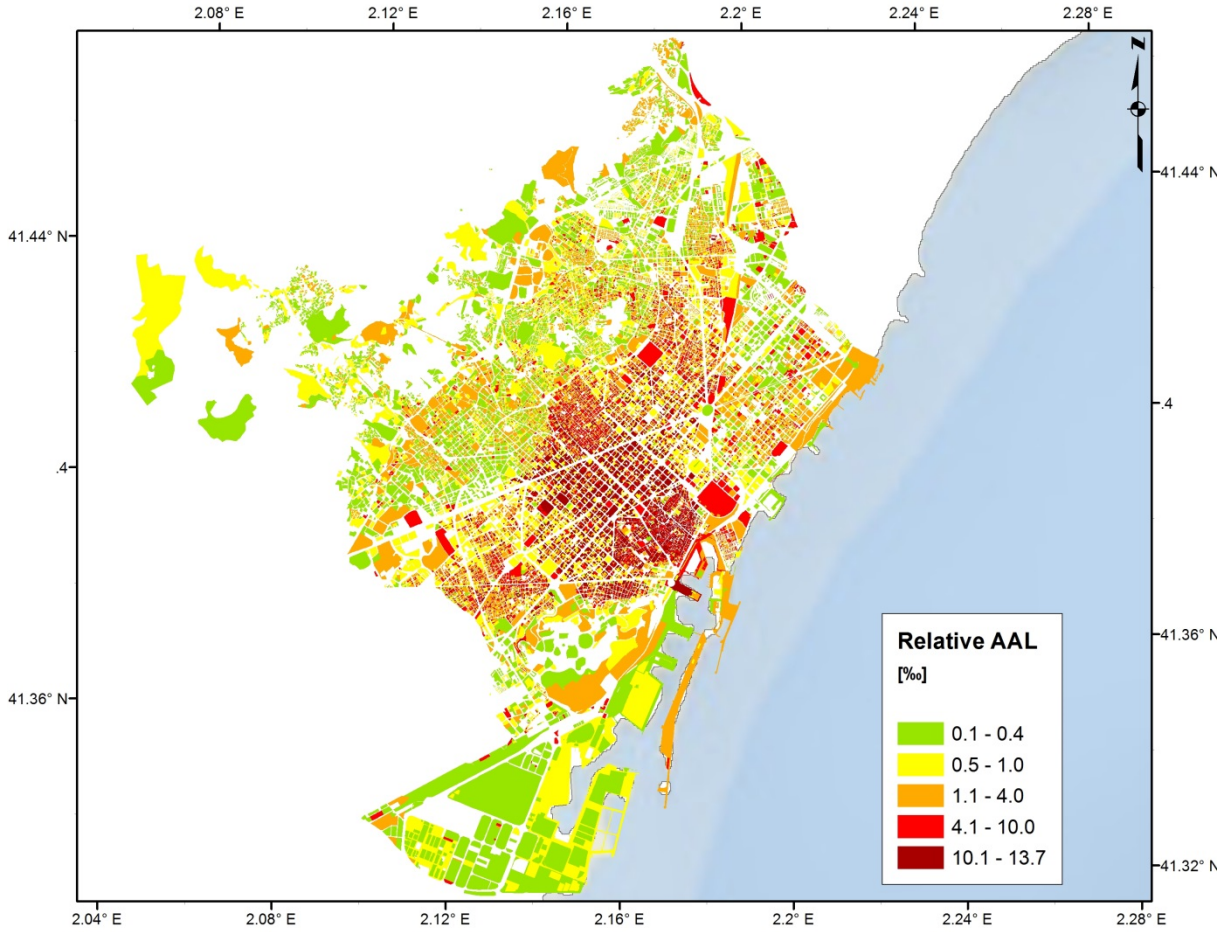 2.08° E 2.12° E 2.16° E 2.2° E 2.24° E 2.28° E
N
41.44° N
41.44° N
.4
.4
41.36° N
41.36° N
Relative AAL
[‰]
0.1 - 0.4
0.5 - 1.0
1.1 - 4.0
4.1 - 10.0
10.1 - 13.7
41.32° N
2.04° E 2.08° E 2.12° E 2.16° E 2.2° E 2.24° E 2.28° E